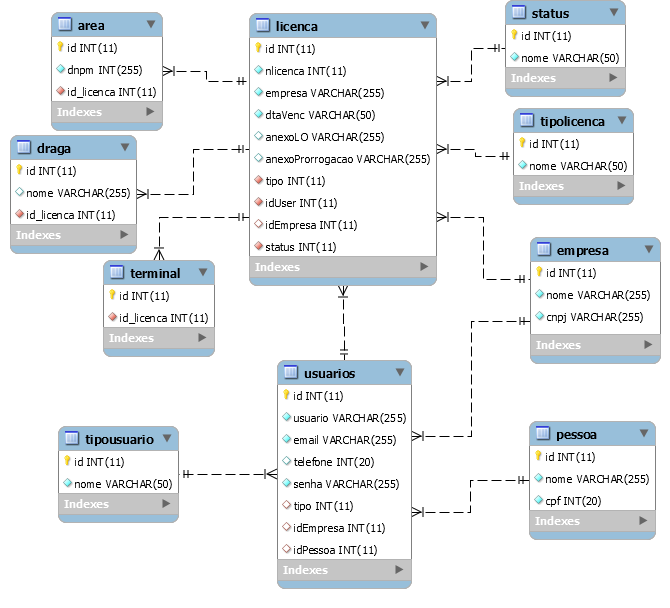 area
id INT(11)
dnpm INT(255)
id_licenca INT(11)
Indexes
draga
id INT(11)
nome VARCHAR(255)
id_licenca INT(11)
Indexes
terminal
id INT(11)
id_licenca INT(11)
Indexes
licenca
id INT(11)
nlicenca INT(11)
empresa VARCHAR(255)
dtaVenc VARCHAR(50)
anexoLO VARCHAR(255)
anexoProrrogacao VARCHAR(255)
tipo INT(11)
idUser INT(11)
idEmpresa INT(11)
status INT(11)
Indexes
status
id INT(11)
nome VARCHAR(50)
Indexes
tipolicenca
id INT(11)
nome VARCHAR(50)
Indexes
empresa
id INT(11)
nome VARCHAR(255)
cnpj VARCHAR(255)
Indexes
tipousuario
id INT(11)
nome VARCHAR(50)
Indexes
usuarios
id INT(11)
usuario VARCHAR(255)
email VARCHAR(255)
telefone INT(20)
senha VARCHAR(255)
tipo INT(11)
idEmpresa INT(11)
idPessoa INT(11)
Indexes
pessoa
id INT(11)
nome VARCHAR(255)
cpf INT(20)
Indexes